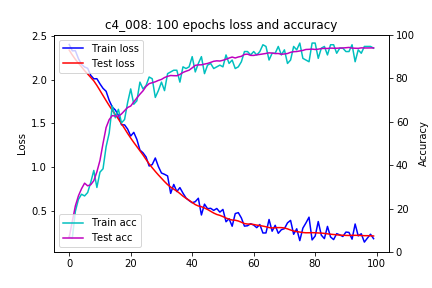 c4_008: 100 epochs loss and accuracy
2.5
2.0
1.5
1.0
0.5
Loss
Train loss
Test loss
Train acc
Test acc
100
80
60
40
20
0
Accuracy
0
20
40
60
80
100